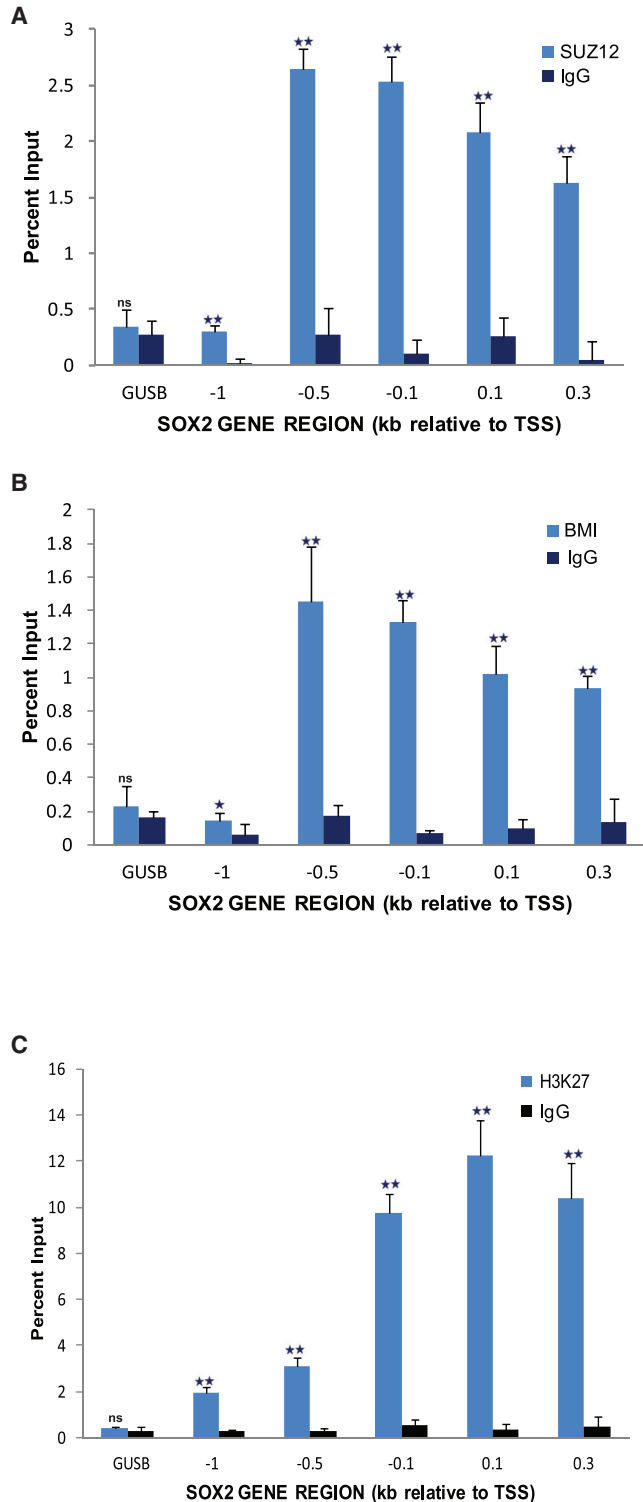 A
3
2.5
2
1.5
1
0.5
0
Percent Input
SUZ12
IgG
ns
★★
★★
★★
★★
★★
GUSB -1 -0.5 -0.1 0.1 0.3
SOX2 GENE REGION (kb relative to TSS)
B
2
1.8
1.6
1.4
1.2
1
0.8
0.6
0.4
0.2
0
Percent Input
BMI
IgG
ns
★
★★
★★
★★
★★
GUSB -1 -0.5 -0.1 0.1 0.3
SOX2 GENE REGION (kb relative to TSS)
C
16
14
12
10
8
6
4
2
0
Percent Input
H3K27
IgG
ns
★★
★★
★★
★★
★★
GUSB -1 -0.5 -0.1 0.1 0.3
SOX2 GENE REGION (kb relative to TSS)